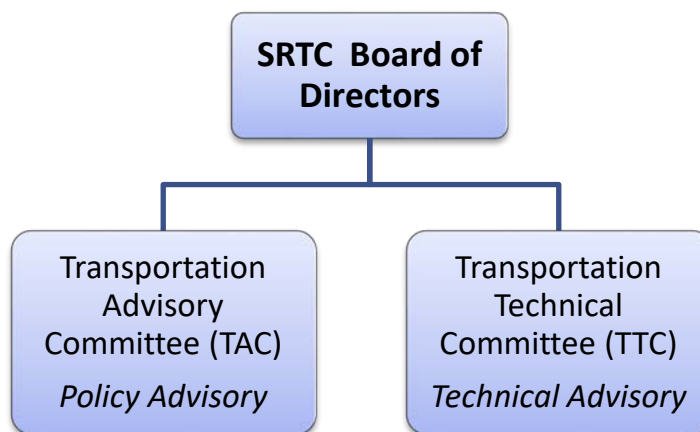 SRTC Board of
Directors
Transportation
Advisory
Committee (TAC)
Policy Advisory
Transportation
Technical
Committee (TTC)
Technical Advisory